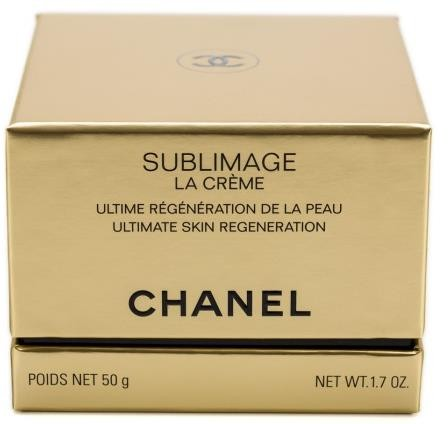 SUBLIMAGE
LA CRÈME
ULTIME RÉGÉNÉRATION DE LA PEAU
ULTIMATE SKIN REGENERATION
CHANEL
POIDS NET 50 g NET WT.1.7 OZ.